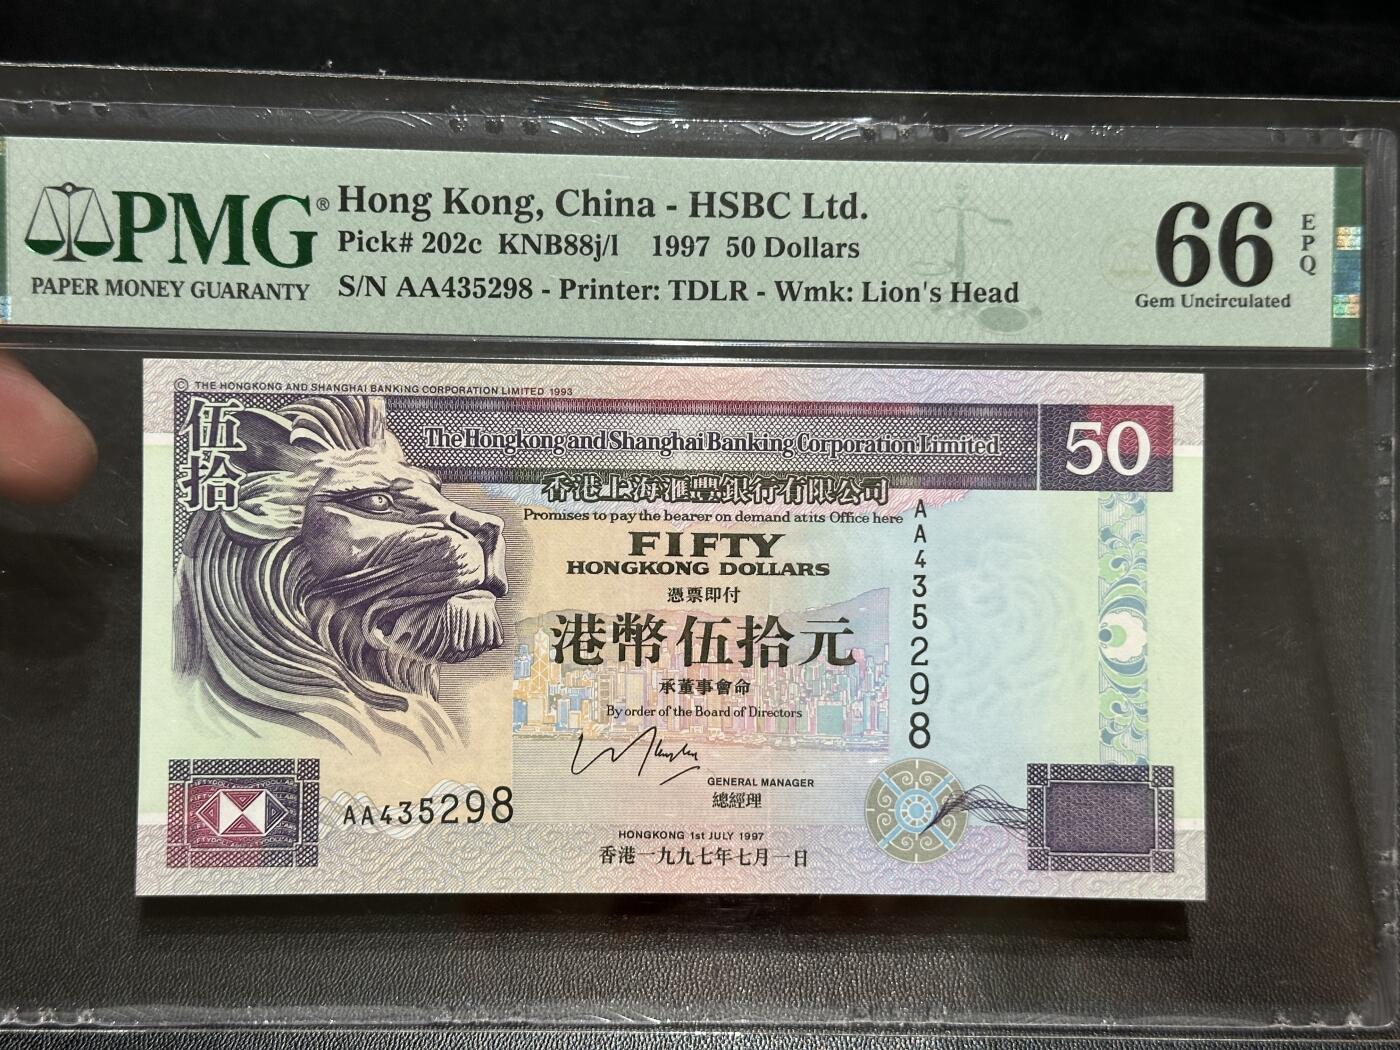 PMG®
PAPER MONEY GUARANTY
Hong Kong, China - HSBC Ltd.
Pick# 202c KNB88j/l 1997 50 Dollars
S/N AA435298 - Printer: TDLR - Wmk: Lion's Head
66
EPQ
Gem Uncirculated
© THE HONGKONG AND SHANGHAI BANKING CORPORATION LIMITED 1993
伍拾
The Hongkong and Shanghai Banking Corporation Limited
50
香港上海滙豐銀行有限公司
Promises to pay the bearer on demand at its Office here
FIFTY
HONGKONG DOLLARS
憑票即付
港幣伍拾元
承董事會命
By order of the Board of Directors
AA435298
GENERAL MANAGER
總經理
AA435298
HONGKONG 1st JULY 1997
香港一九九七年七月一日